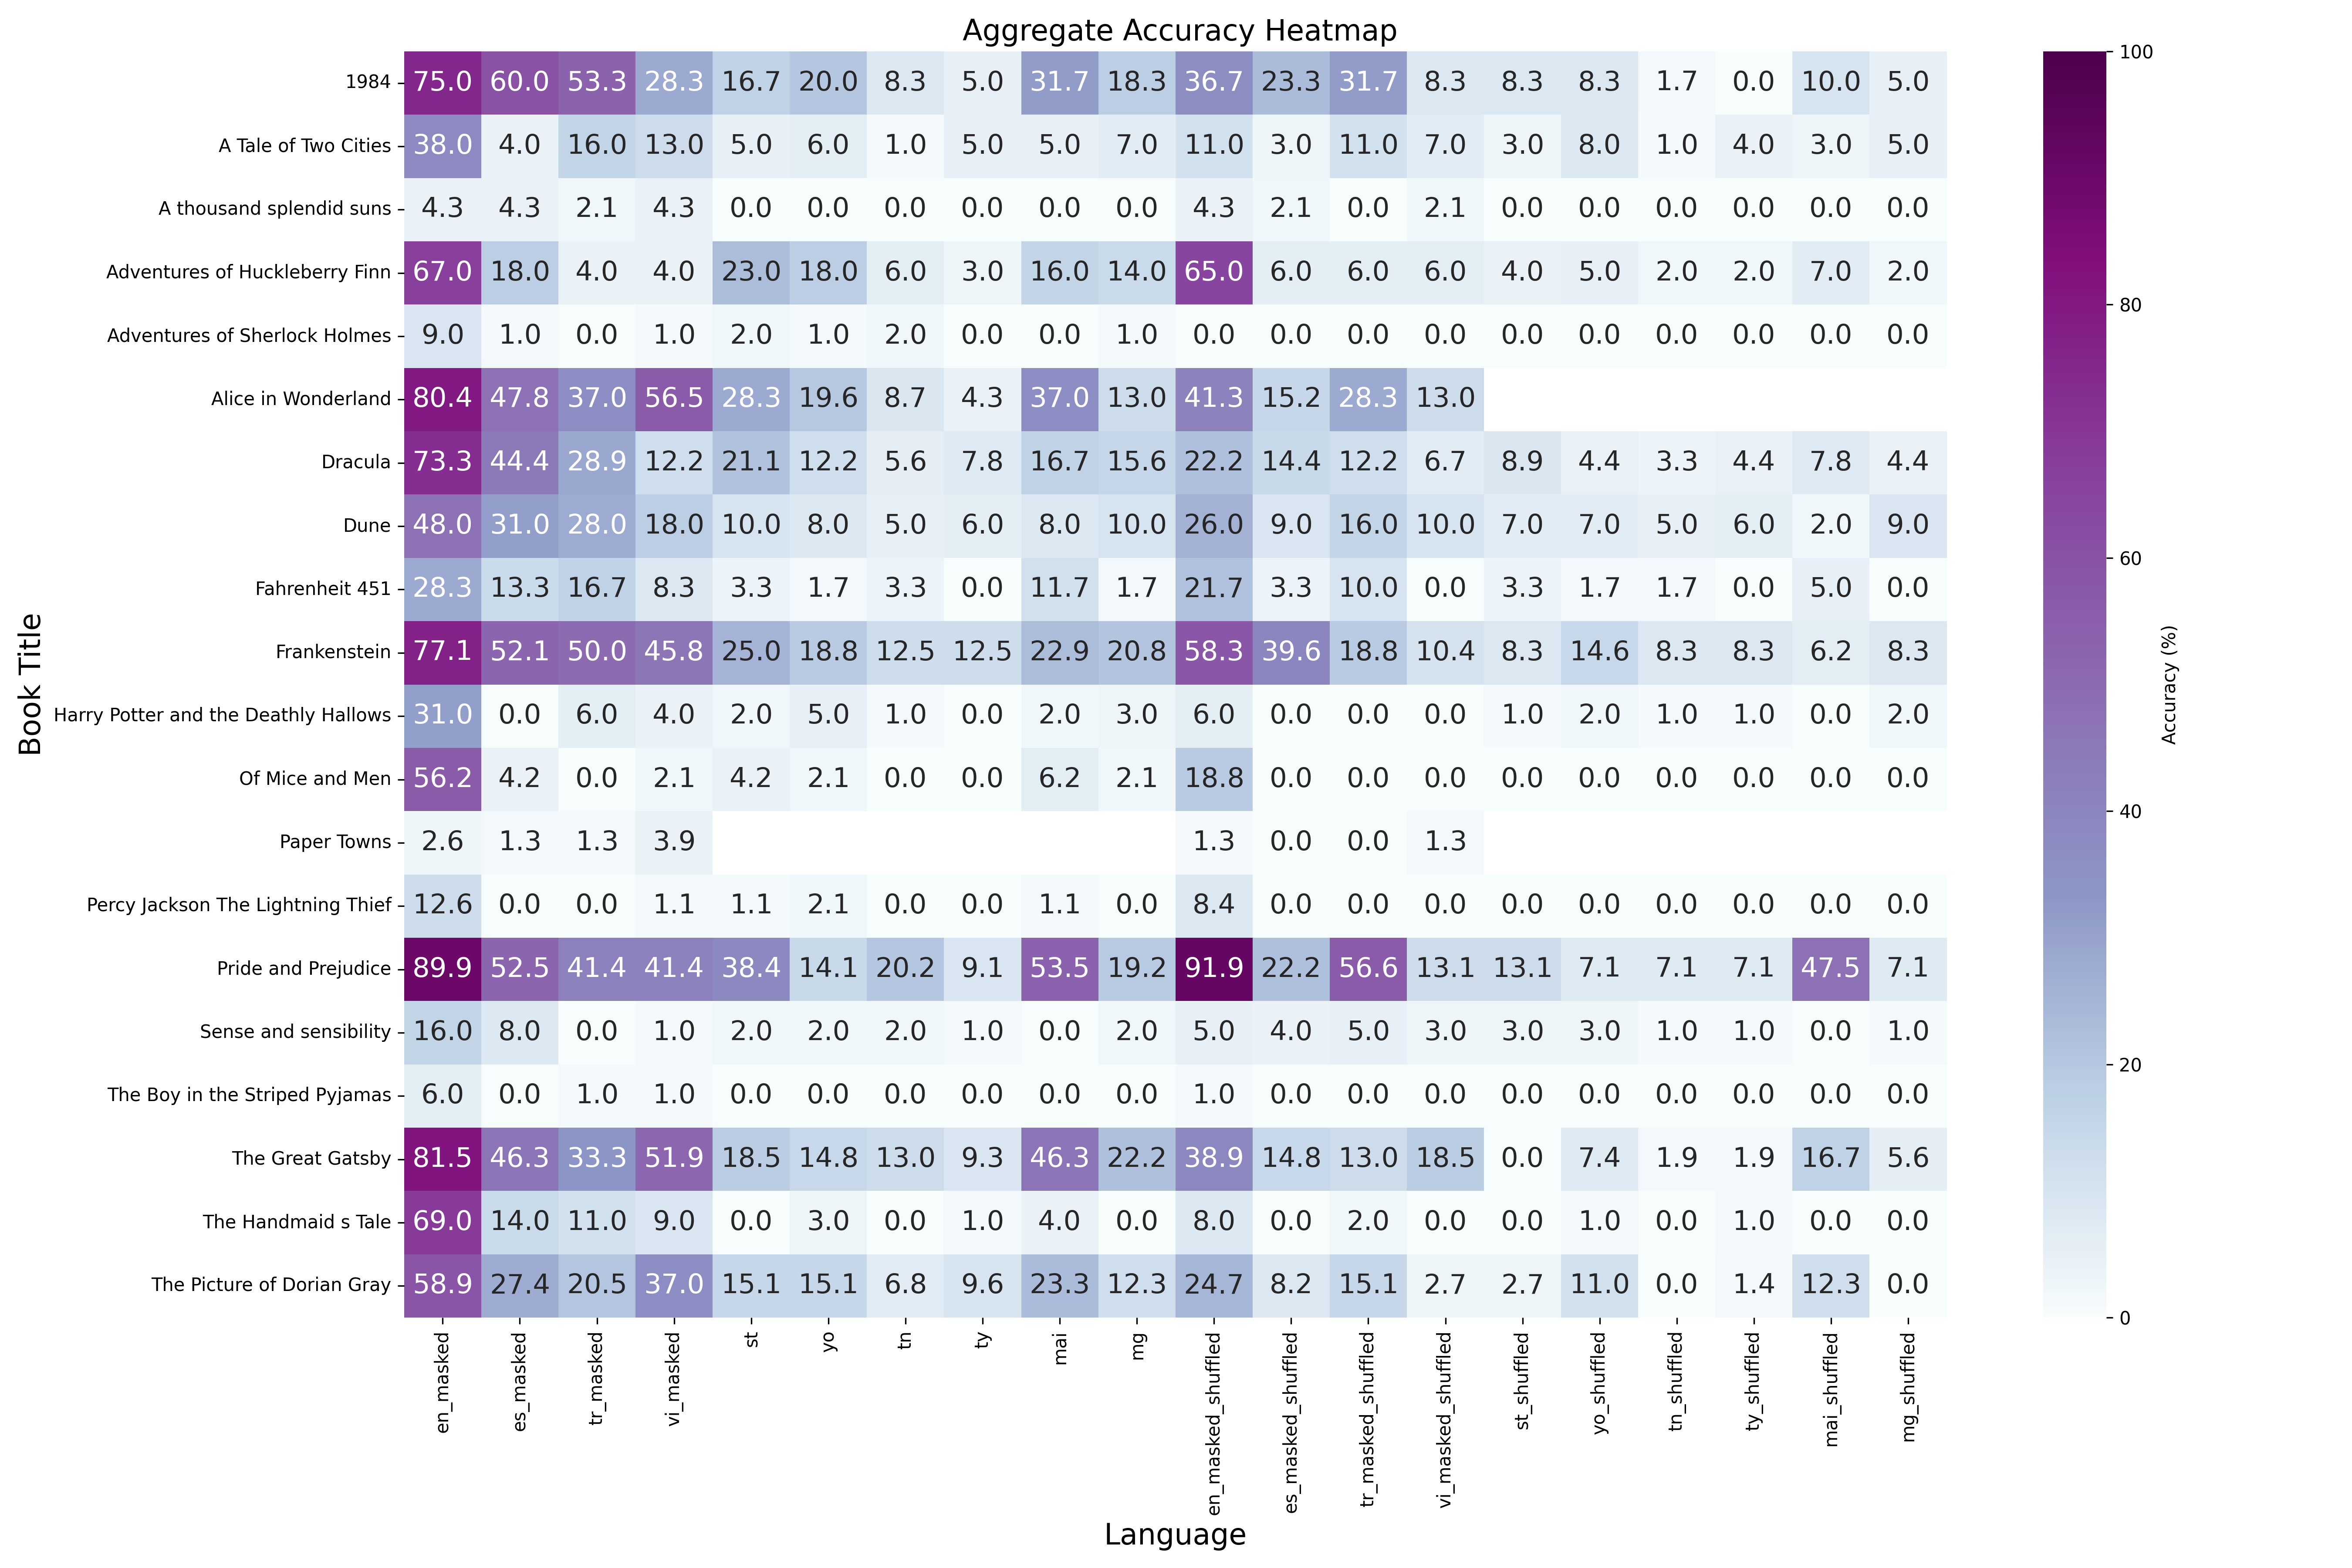 Aggregate Accuracy Heatmap
Book Title
1984 75.0 60.0 53.3 28.3 16.7 20.0 8.3 5.0 31.7 18.3 36.7 23.3 31.7 8.3 8.3 8.3 1.7 0.0 10.0 5.0
A Tale of Two Cities 38.0 4.0 16.0 13.0 5.0 6.0 1.0 5.0 5.0 7.0 11.0 3.0 11.0 7.0 3.0 8.0 1.0 4.0 3.0 5.0
A thousand splendid suns 4.3 4.3 2.1 4.3 0.0 0.0 0.0 0.0 0.0 0.0 4.3 2.1 0.0 2.1 0.0 0.0 0.0 0.0 0.0 0.0
Adventures of Huckleberry Finn 67.0 18.0 4.0 4.0 23.0 18.0 6.0 3.0 16.0 14.0 65.0 6.0 6.0 6.0 4.0 5.0 2.0 2.0 7.0 2.0
Adventures of Sherlock Holmes 9.0 1.0 0.0 1.0 2.0 1.0 2.0 0.0 0.0 1.0 0.0 0.0 0.0 0.0 0.0 0.0 0.0 0.0 0.0 0.0
Alice in Wonderland 80.4 47.8 37.0 56.5 28.3 19.6 8.7 4.3 37.0 13.0 41.3 15.2 28.3 13.0
Dracula 73.3 44.4 28.9 12.2 21.1 12.2 5.6 7.8 16.7 15.6 22.2 14.4 12.2 6.7 8.9 4.4 3.3 4.4 7.8 4.4
Dune 48.0 31.0 28.0 18.0 10.0 8.0 5.0 6.0 8.0 10.0 26.0 9.0 16.0 10.0 7.0 7.0 5.0 6.0 2.0 9.0
Fahrenheit 451 28.3 13.3 16.7 8.3 3.3 1.7 3.3 0.0 11.7 1.7 21.7 3.3 10.0 0.0 3.3 1.7 1.7 0.0 5.0 0.0
Frankenstein 77.1 52.1 50.0 45.8 25.0 18.8 12.5 12.5 22.9 20.8 58.3 39.6 18.8 10.4 8.3 14.6 8.3 8.3 6.2 8.3
Harry Potter and the Deathly Hallows 31.0 0.0 6.0 4.0 2.0 5.0 1.0 0.0 2.0 3.0 6.0 0.0 0.0 0.0 1.0 2.0 1.0 1.0 0.0 2.0
Of Mice and Men 56.2 4.2 0.0 2.1 4.2 2.1 0.0 0.0 6.2 2.1 18.8 0.0 0.0 0.0 0.0 0.0 0.0 0.0 0.0 0.0
Paper Towns 2.6 1.3 1.3 3.9 1.3 0.0 0.0 1.3
Percy Jackson The Lightning Thief 12.6 0.0 0.0 1.1 1.1 2.1 0.0 0.0 1.1 0.0 8.4 0.0 0.0 0.0 0.0 0.0 0.0 0.0 0.0 0.0
Pride and Prejudice 89.9 52.5 41.4 41.4 38.4 14.1 20.2 9.1 53.5 19.2 91.9 22.2 56.6 13.1 13.1 7.1 7.1 7.1 47.5 7.1
Sense and sensibility 16.0 8.0 0.0 1.0 2.0 2.0 2.0 1.0 0.0 2.0 5.0 4.0 5.0 3.0 3.0 3.0 1.0 1.0 0.0 1.0
The Boy in the Striped Pyjamas 6.0 0.0 1.0 1.0 0.0 0.0 0.0 0.0 0.0 0.0 1.0 0.0 0.0 0.0 0.0 0.0 0.0 0.0 0.0 0.0
The Great Gatsby 81.5 46.3 33.3 51.9 18.5 14.8 13.0 9.3 46.3 22.2 38.9 14.8 13.0 18.5 0.0 7.4 1.9 1.9 16.7 5.6
The Handmaid s Tale 69.0 14.0 11.0 9.0 0.0 3.0 0.0 1.0 4.0 0.0 8.0 0.0 2.0 0.0 0.0 1.0 0.0 1.0 0.0 0.0
The Picture of Dorian Gray 58.9 27.4 20.5 37.0 15.1 15.1 6.8 9.6 23.3 12.3 24.7 8.2 15.1 2.7 2.7 11.0 0.0 1.4 12.3 0.0
en_masked es_masked tr_masked vi_masked st yo tn ty mai mg en_masked_shuffled es_masked_shuffled tr_masked_shuffled vi_masked_shuffled st_shuffled yo_shuffled tn_shuffled ty_shuffled mai_shuffled mg_shuffled
Language
100
80
60
40
20
0
Accuracy (%)